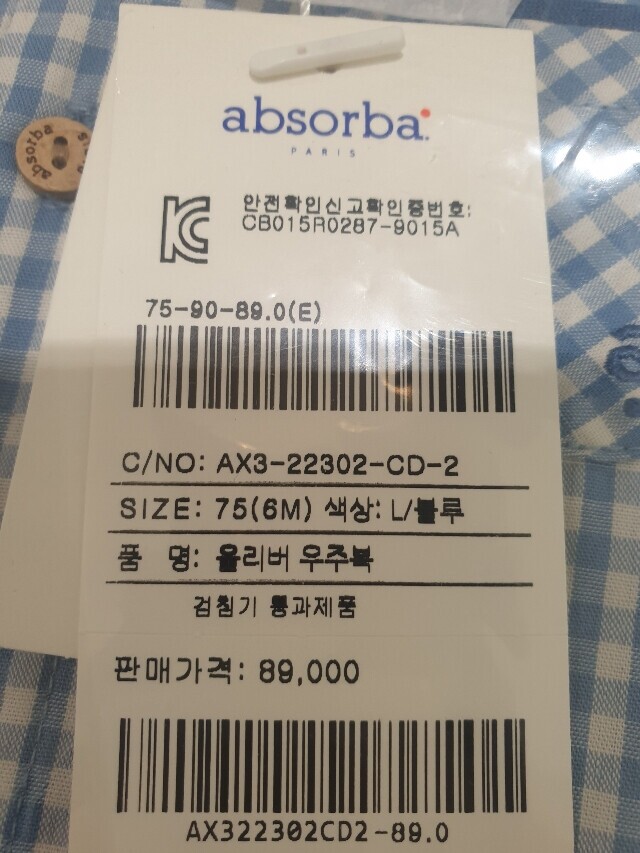 absorba
absorba
PARIS
안전확인신고확인증번호:
CB015R0287-9015A
75-90-89.0(E)
C/NO: AX3-22302-CD-2
SIZE: 75(6M) 색상: L/블루
품 명: 올리버 우주복
검침기 통과제품
판매가격: 89,000
AX322302CD2-89.0